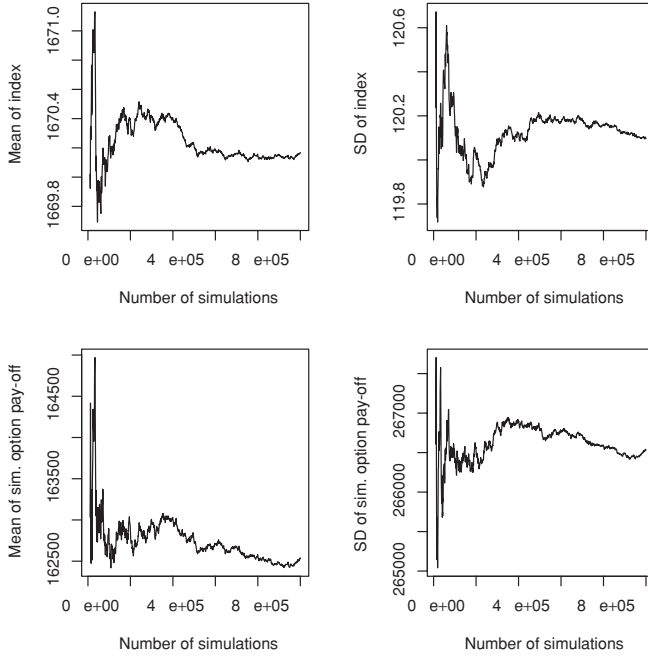 Mean of index
1669.8 1670.4 1671.0
0 e+00 4 e+05 8 e+05
Number of simulations
SD of index
119.8 120.2 120.6
0 e+00 4 e+05 8 e+05
Number of simulations
Mean of sim. option pay-off
162500 163500 164500
0 e+00 4 e+05 8 e+05
Number of simulations
SD of sim. option pay-off
265000 266000 267000
0 e+00 4 e+05 8 e+05
Number of simulations